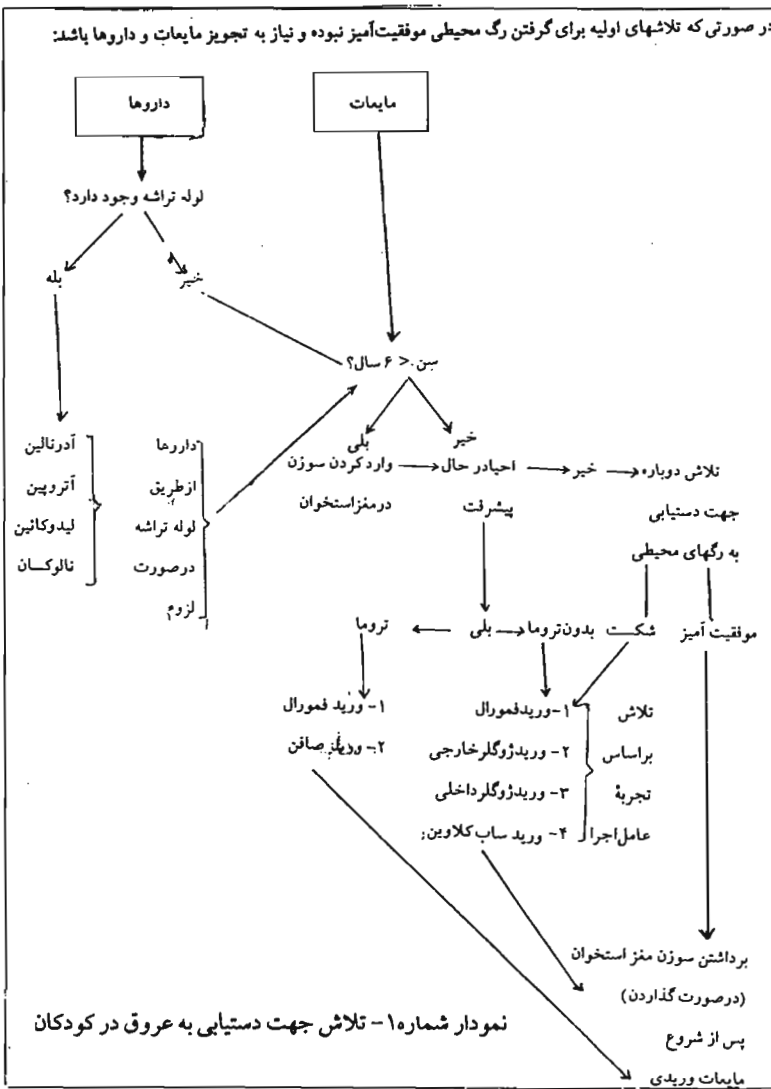 در صورتی که تلاشهای اولیه برای گرفتن رگ محیطی موفقیت‌آمیز نبوده و نیاز به تجویز مایعات و داروها باشد:
مایعات
داروها
لوله تراشه وجود دارد؟
خیر
بله
سن < ۶ سال؟
آدرنالین
آتروپین
لیدوکائین
نالوکسان
داروها
ازطریق
لوله تراشه
درصورت
لزوم
خیر
بلی
وارد کردن سوزن
درمغزاستخوان
احیادر حال
پیشرفت
خیر
تلاش دوباره
جهت دستیابی
به رگهای محیطی
موفقیت آمیز
شکست
بدون تروما
بلی
تروما
۱- ورید فمورال
۲- ورید صافن
۱- وریدفمورال
۲- وریدژوگلرخارجی
۳- وریدژوگلرداخلی
۴- ورید ساب کلاوین
تلاش
براساس
تجربۀ
عامل اجرا
برداشتن سوزن مغز استخوان
(درصورت گذاردن)
پس از شروع
مایعات وریدی
نمودار شماره۱- تلاش جهت دستیابی به عروق در کودکان